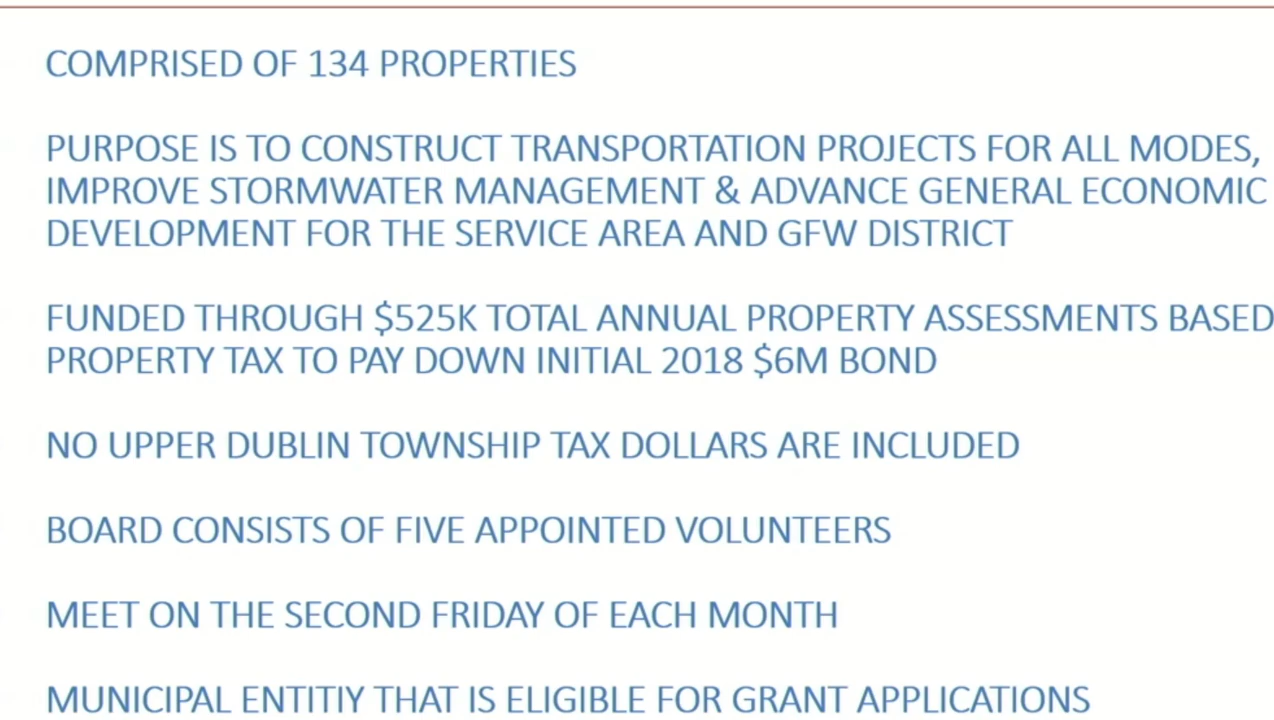 COMPRISED OF 134 PROPERTIES
PURPOSE IS TO CONSTRUCT TRANSPORTATION PROJECTS FOR ALL MODES,
IMPROVE STORMWATER MANAGEMENT & ADVANCE GENERAL ECONOMIC
DEVELOPMENT FOR THE SERVICE AREA AND GFW DISTRICT
FUNDED THROUGH $525K TOTAL ANNUAL PROPERTY ASSESSMENTS BASED
PROPERTY TAX TO PAY DOWN INITIAL 2018 $6M BOND
NO UPPER DUBLIN TOWNSHIP TAX DOLLARS ARE INCLUDED
BOARD CONSISTS OF FIVE APPOINTED VOLUNTEERS
MEET ON THE SECOND FRIDAY OF EACH MONTH
MUNICIPAL ENTITIY THAT IS ELIGIBLE FOR GRANT APPLICATIONS